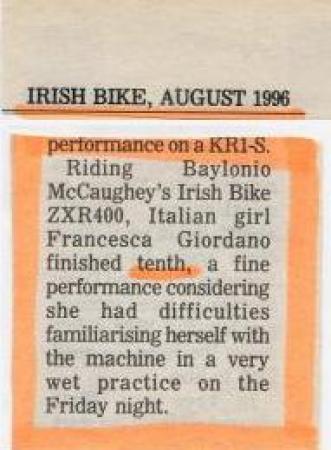 IRISH BIKE, AUGUST 1996
performance on a KR1-S.
Riding Baylonio
McCaughey's Irish Bike
ZXR400, Italian girl
Francesca Giordano
finished tenth, a fine
performance considering
she had difficulties
familiarising herself with
the machine in a very
wet practice on the
Friday night.